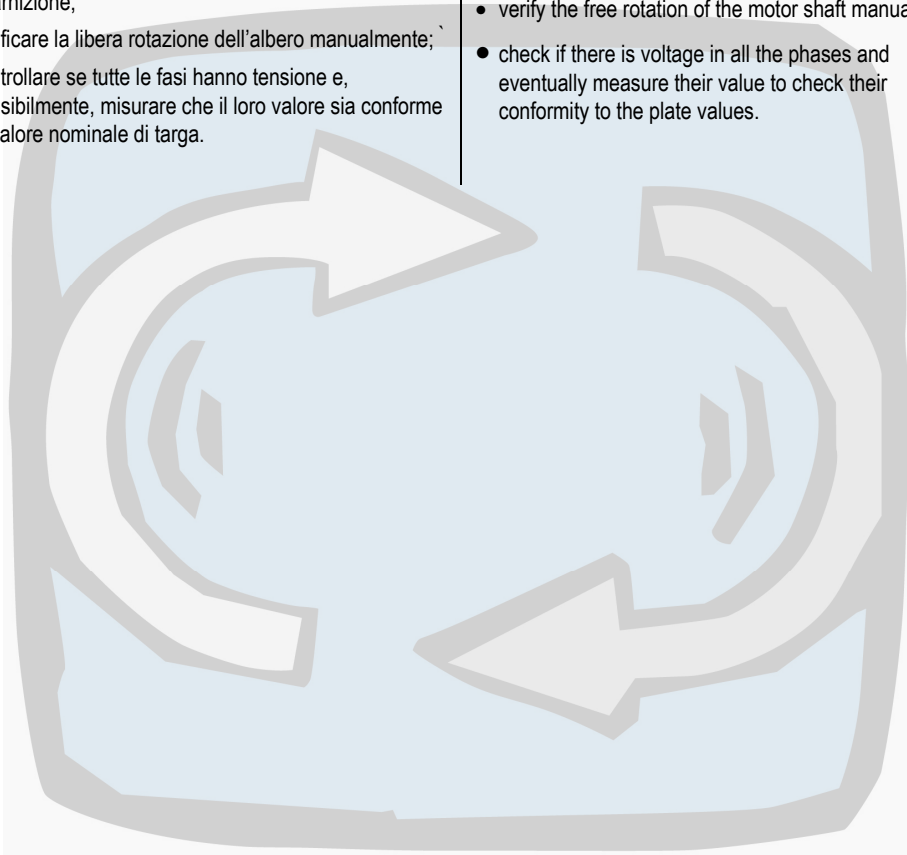 ficare la libera rotazione dell'albero manualmente; `
trollare se tutte le fasi hanno tensione e,
sibilmente, misurare che il loro valore sia conforme
alore nominale di targa.
• verify the free rotation of the motor shaft manua
• check if there is voltage in all the phases and
eventually measure their value to check their
conformity to the plate values.